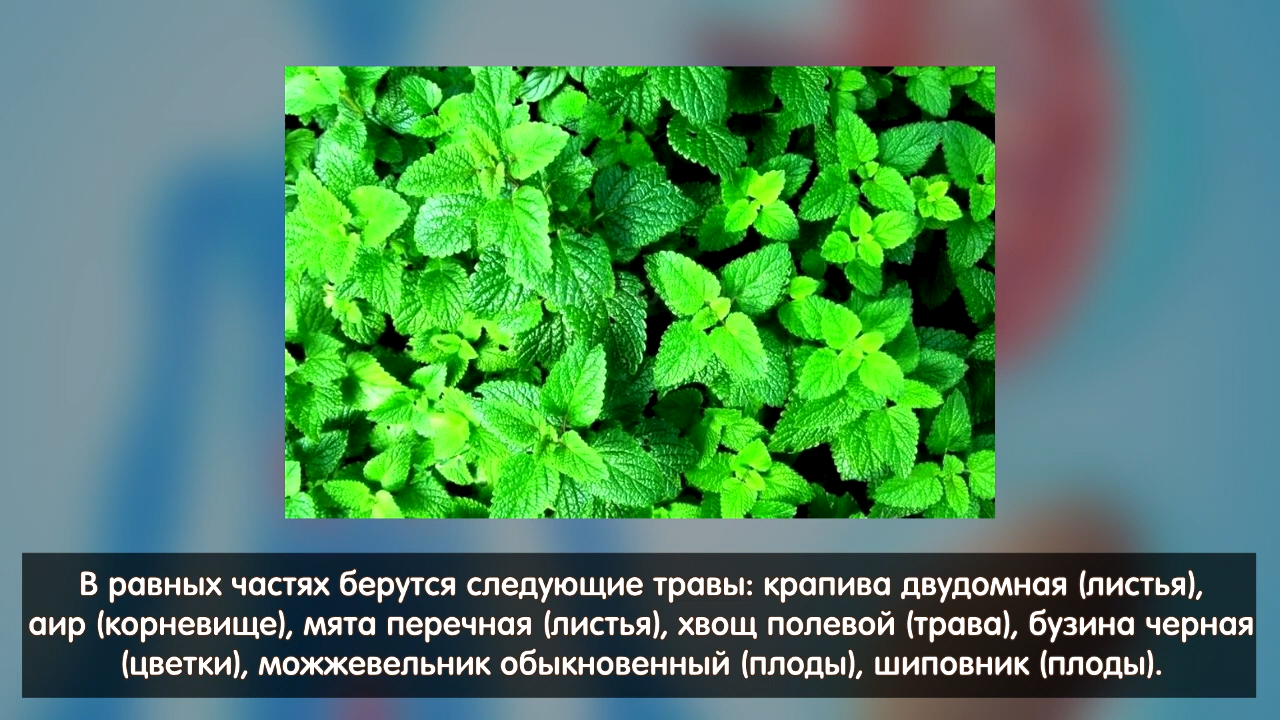 В равных частях берутся следующие травы: крапива двудомная (листья),
аир (корневище), мята перечная (листья), хвощ полевой (трава), бузина черная
(цветки), можжевельник обыкновенный (плоды), шиповник (плоды).